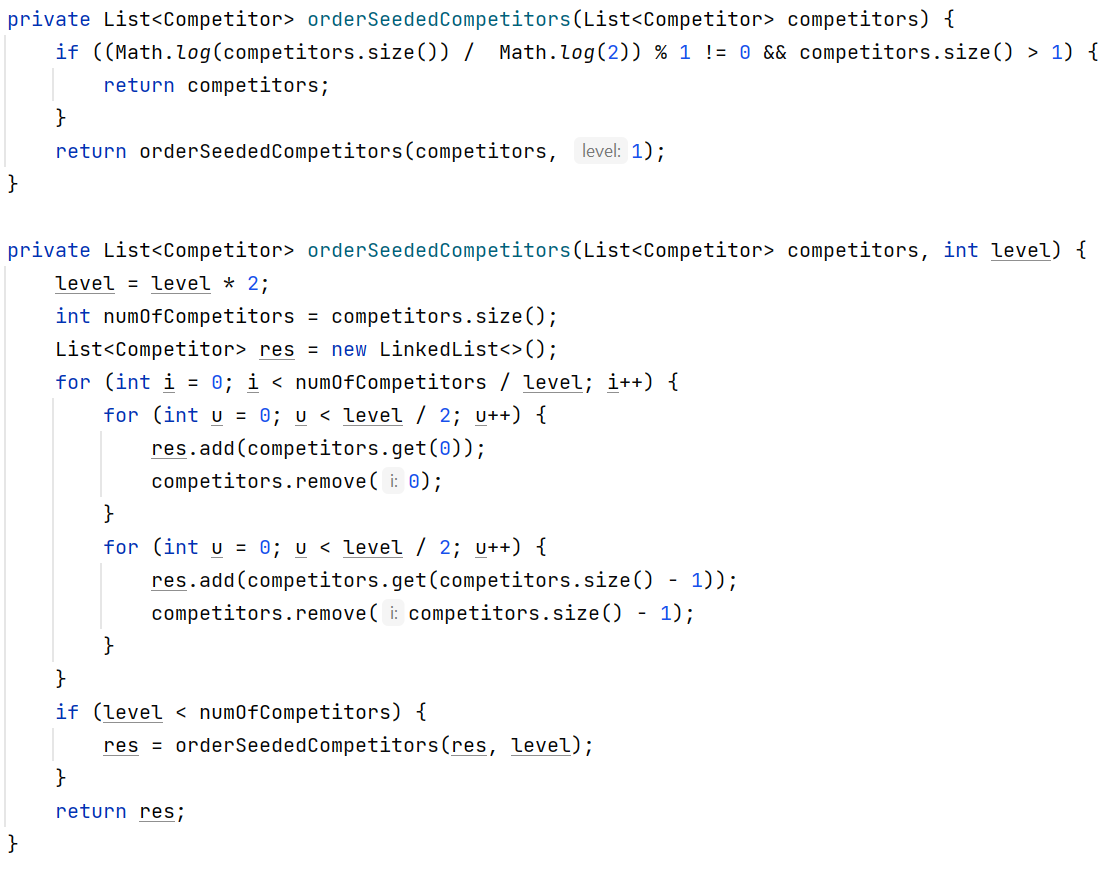 private List<Competitor> orderSeededCompetitors(List<Competitor> competitors) {
    if ((Math.log(competitors.size()) /  Math.log(2)) % 1 != 0 && competitors.size() > 1) {
        return competitors;
    }
    return orderSeededCompetitors(competitors, level: 1);
}

private List<Competitor> orderSeededCompetitors(List<Competitor> competitors, int level) {
    level = level * 2;
    int numOfCompetitors = competitors.size();
    List<Competitor> res = new LinkedList<>();
    for (int i = 0; i < numOfCompetitors / level; i++) {
        for (int u = 0; u < level / 2; u++) {
            res.add(competitors.get(0));
            competitors.remove( i: 0);
        }
        for (int u = 0; u < level / 2; u++) {
            res.add(competitors.get(competitors.size() - 1));
            competitors.remove( i: competitors.size() - 1);
        }
    }
    if (level < numOfCompetitors) {
        res = orderSeededCompetitors(res, level);
    }
    return res;
}